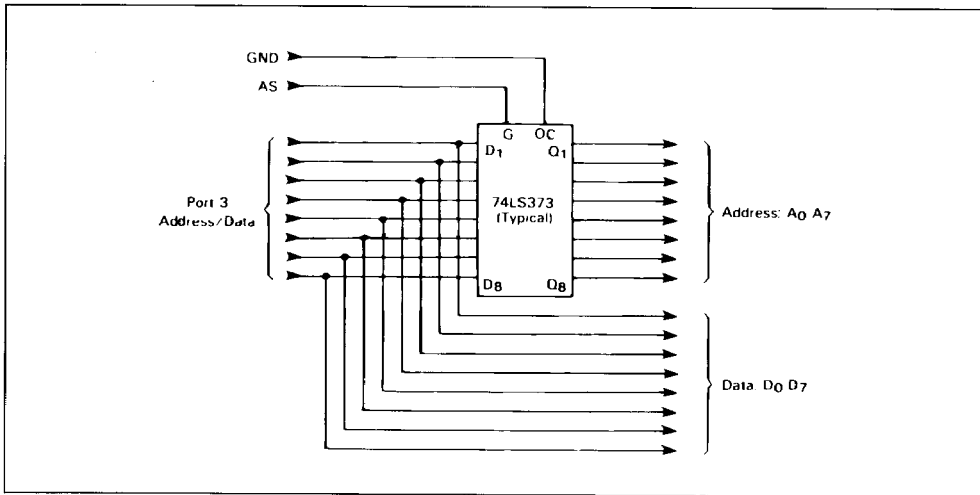 GND
AS
G OC
D1 Q1
74LS373
(Typical)
Port 3
Address/Data
Address: A0 A7
D8 Q8
Data: D0 D7